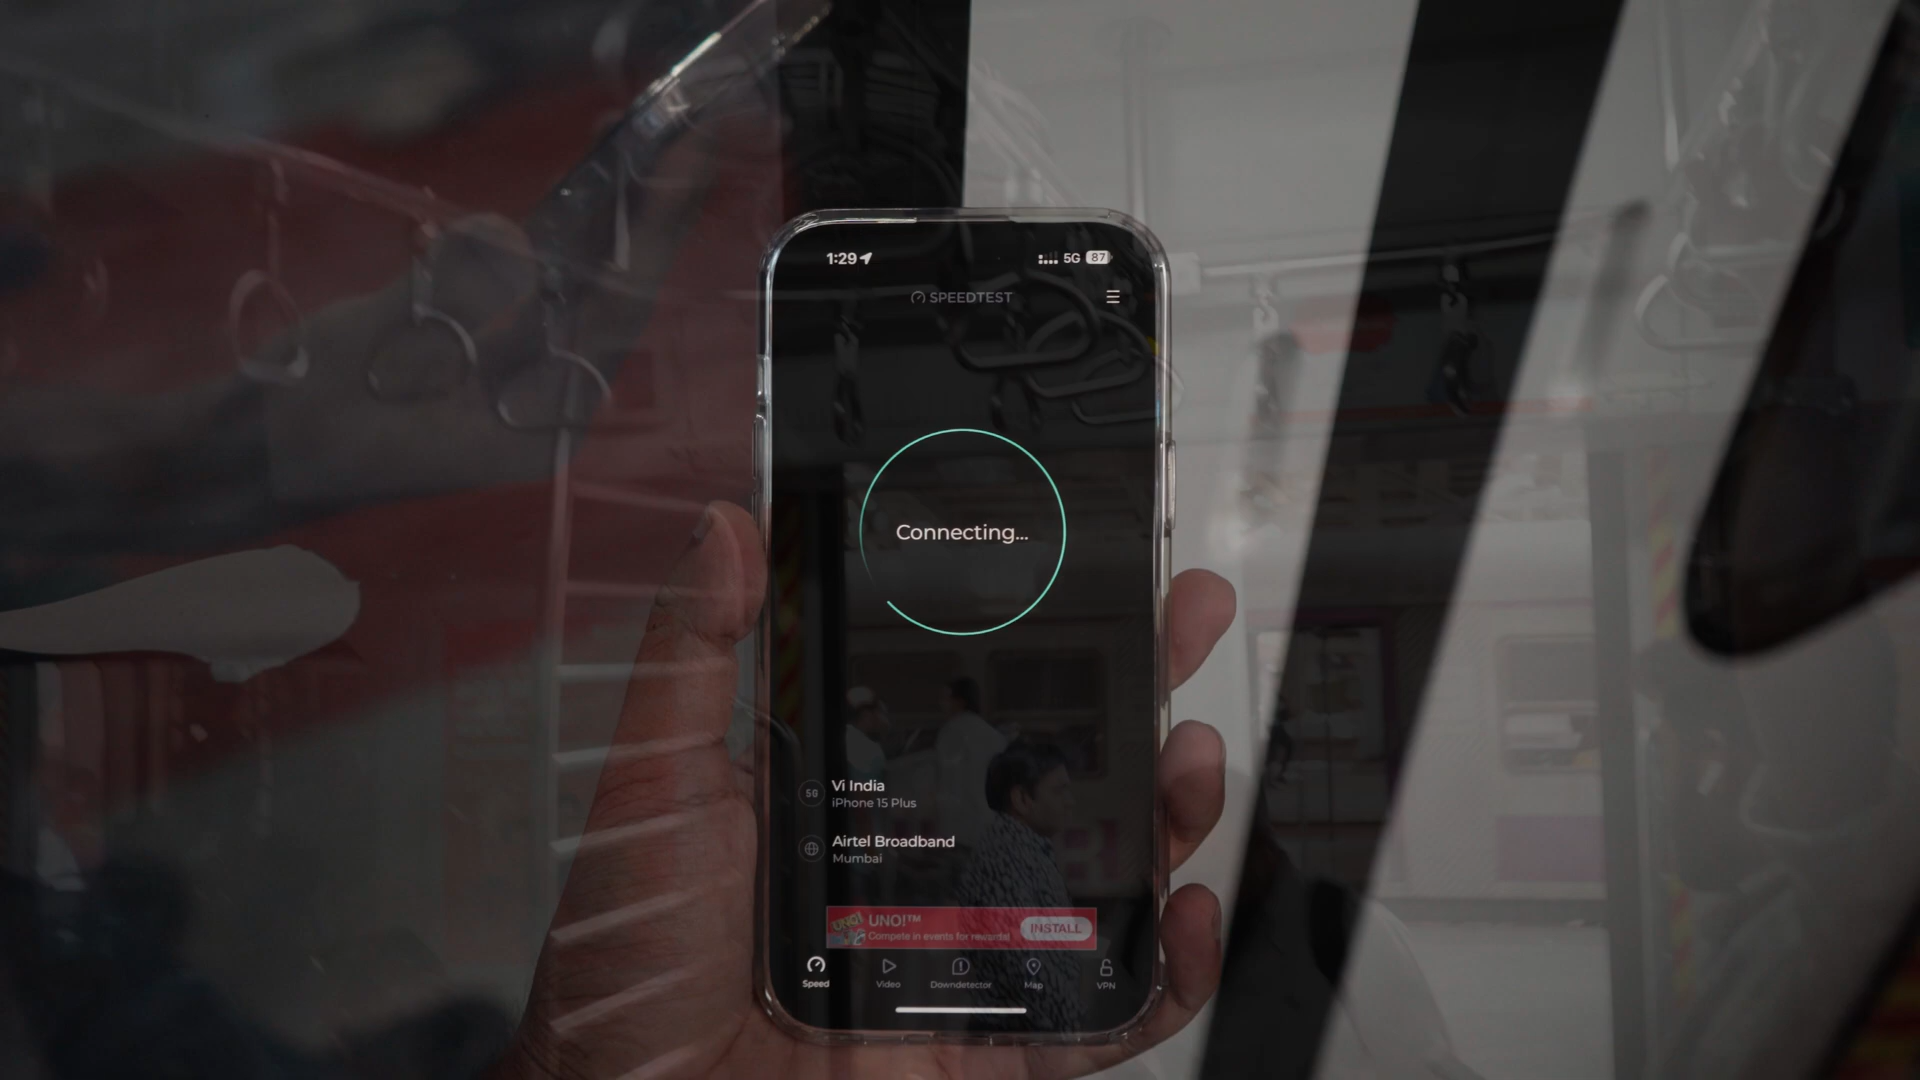 1:29 5G 87
SPEEDTEST
Connecting...
5G
Vi India
iPhone 15 Plus
Airtel Broadband
Mumbai
UNO!
UNO!™
Compete in events for rewards!
INSTALL
Speed Video Downdetector Map VPN